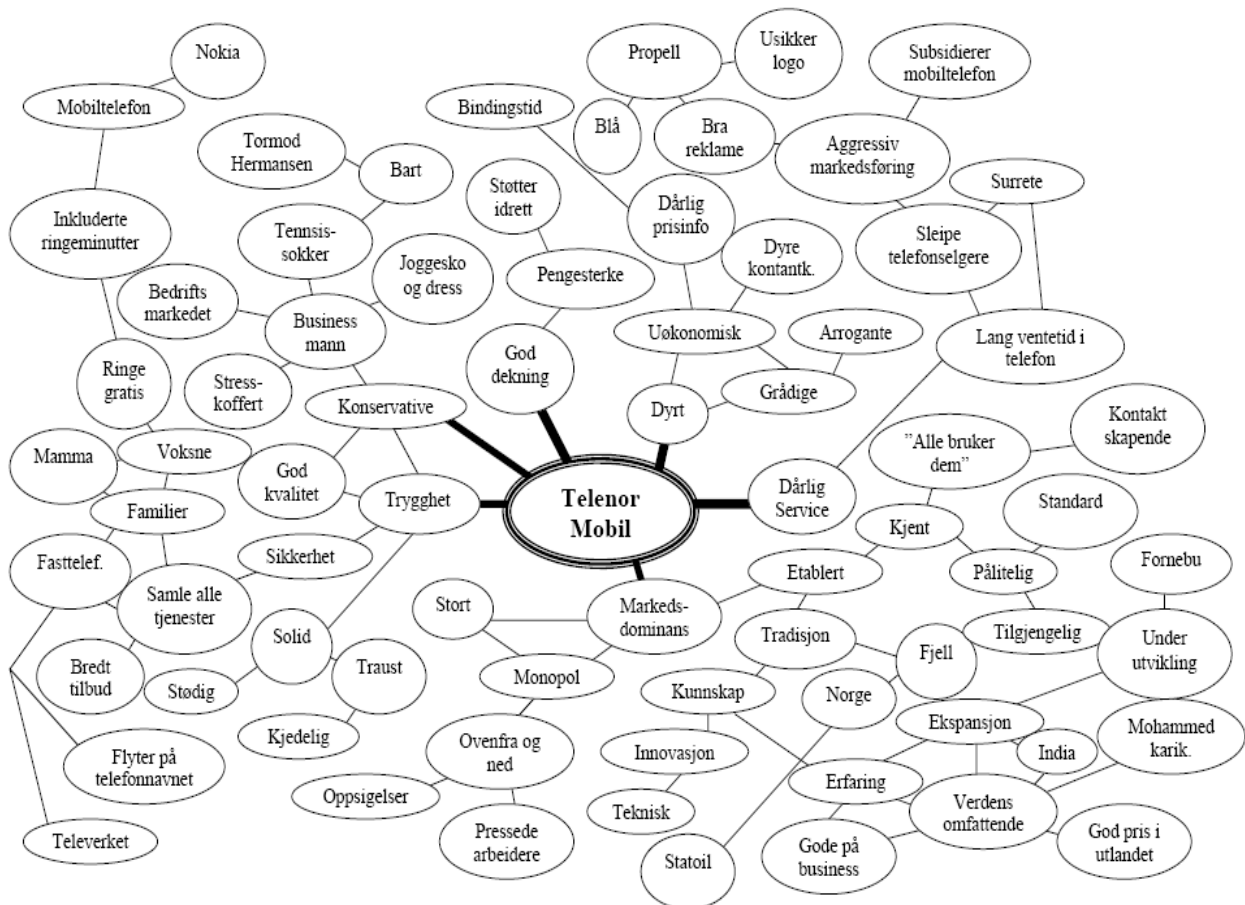 Nokia
Mobiltelefon
Propell
Usikker
logo
Subsidierer
mobiltelefon
Bindingstid
Blå
Bra
reklame
Aggressiv
markedsføring
Tormod
Hermansen
Bart
Surrete
Støtter
idrett
Dårlig
prisinfo
Inkluderte
ringeminutter
Tennsis-
sokker
Joggesko
og dress
Pengesterke
Dyre
kontantk.
Sleipe
telefonselgere
Bedrifts
markedet
Business
mann
Uøkonomisk
Arrogante
Lang ventetid i
telefon
Ringe
gratis
Stress-
koffert
God
dekning
Grådige
Konservative
Dyrt
Kontakt
skapende
Mamma
Voksne
God
kvalitet
"Alle bruker
dem"
Trygghet
Telenor
Mobil
Dårlig
Service
Standard
Familier
Kjent
Fasttelef.
Sikkerhet
Etablert
Pålitelig
Fornebu
Samle alle
tjenester
Stort
Markeds-
dominans
Solid
Tradisjon
Fjell
Tilgjengelig
Under
utvikling
Bredt
tilbud
Stødig
Traust
Monopol
Kunnskap
Norge
Ekspansjon
Mohammed
karik.
Kjedelig
Ovenfra og
ned
Innovasjon
India
Flyter på
telefonnavnet
Oppsigelser
Erfaring
Teknisk
Verdens
omfattende
Televerket
Pressede
arbeidere
Statoil
Gode på
business
God pris i
utlandet